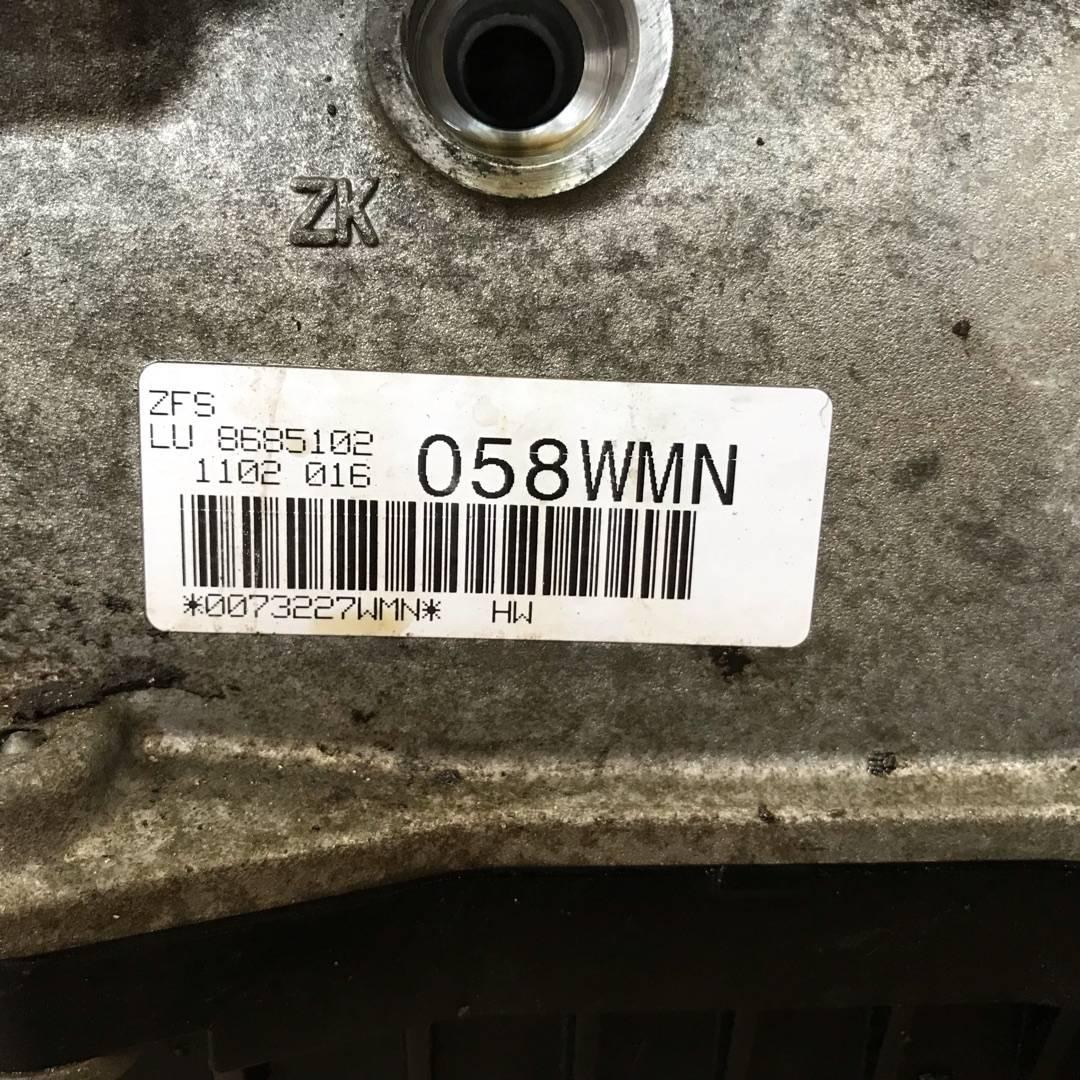 ZK
ZFS
LU 8685102
1102 016
058WMN
*0073227WMN* HW